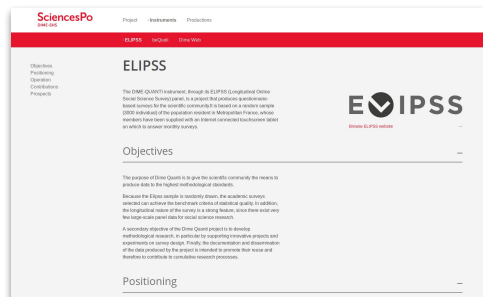 SciencesPo
DIME-SHS
Project
› Instruments
Productions
› ELIPSS
beQuali
Dime Web
Objectives
Positioning
Operation
Contributions
Prospects
ELIPSS
The DIME-QUANTI instrument, through its ELIPSS (Longitudinal Online
Social Science Survey) panel, is a project that produces questionnaire-
based surveys for the scientific community.It is based on a random sample
(3000 individual) of the population resident in Metropolitan France, whose
members have been supplied with an Internet connected touchscreen tablet
on which to answer monthly surveys.
ELIPSS
Browse ELIPSS website
Objectives
The purpose of Dime Quanti is to give the scientific community the means to
produce data to the highest methodological standards.
Because the Elipss sample is randomly drawn, the academic surveys
selected can achieve the benchmark criteria of statistical quality. In addition,
the longitudinal nature of the survey is a strong feature, since there exist very
few large-scale panel data for social science research.
A secondary objective of the Dime Quanti project is to develop
methodological research, in particular by supporting innovative projects and
experiments on survey design. Finally, the documentation and dissemination
of the data produced by the project is intended to promote their reuse and
therefore to contribute to cumulative research processes.
Positioning